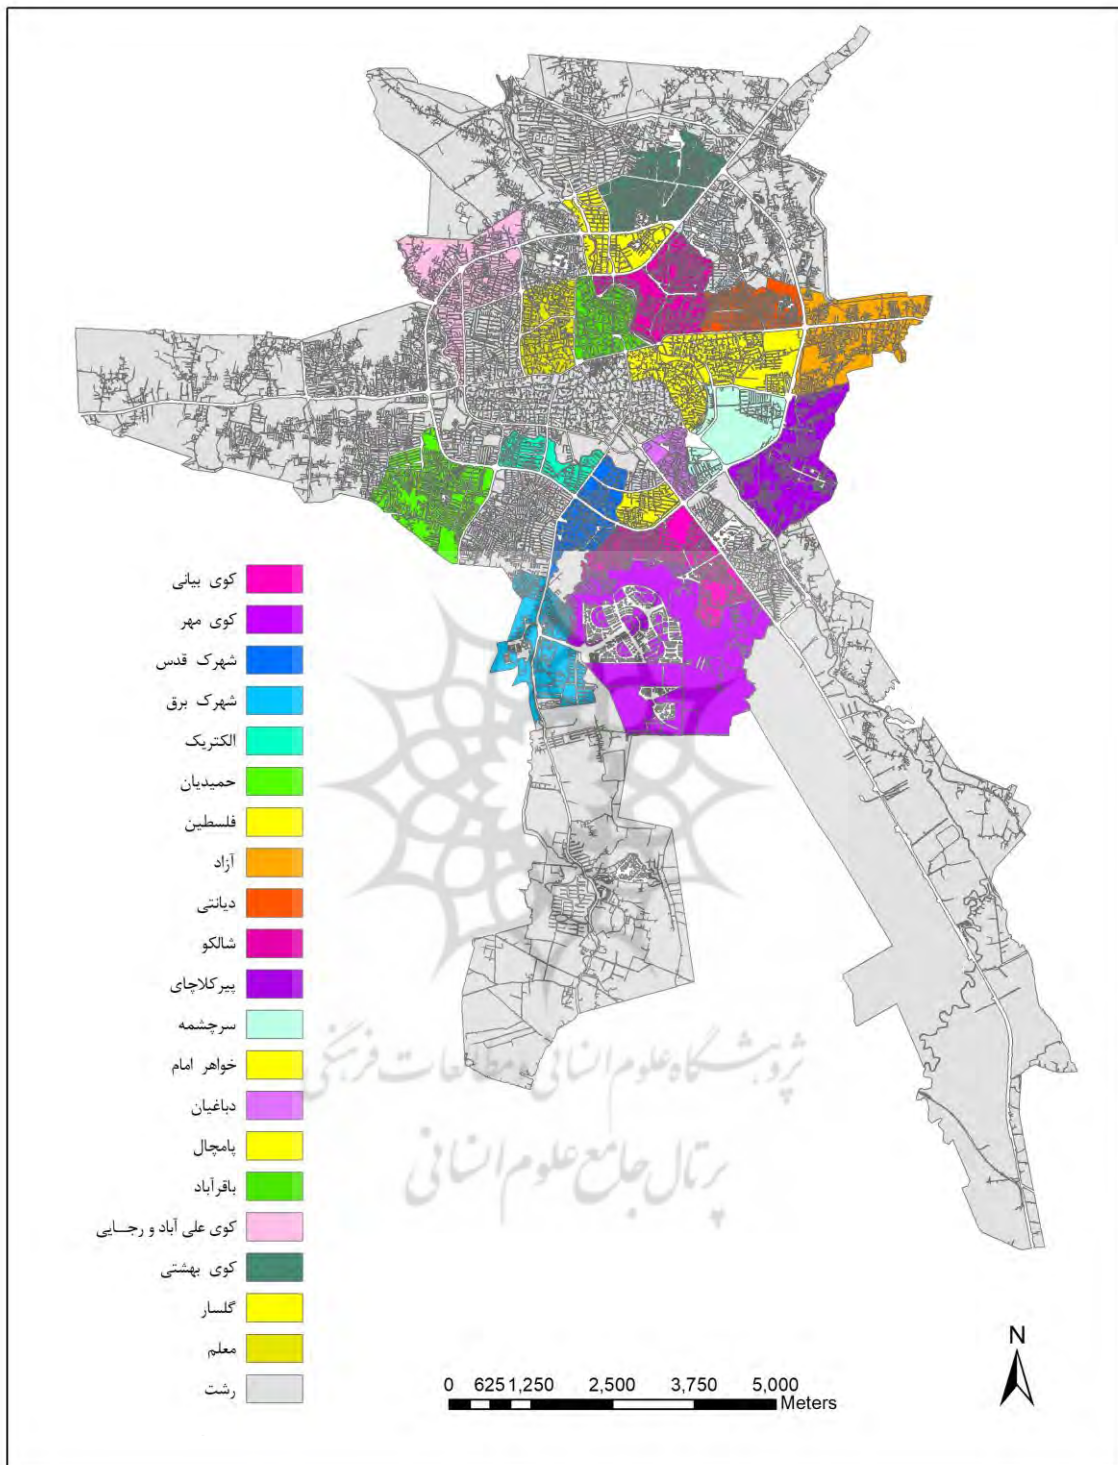 کوی بیانی
کوی مهر
شهرک قدس
شهرک برق
الکتریک
حمیدیان
فلسطین
آزاد
دیانتی
شالکو
پیرکلاچای
سرچشمه
خواهر امام
دباغیان
پامچال
باقرآباد
کوی علی آباد و رجایی
کوی بهشتی
گلسار
معلم
رشت
پژوهشگاه علوم انسانی و مطالعات فرهنگی
پرتال جامع علوم انسانی
N
0 625 1,250 2,500 3,750 5,000
Meters